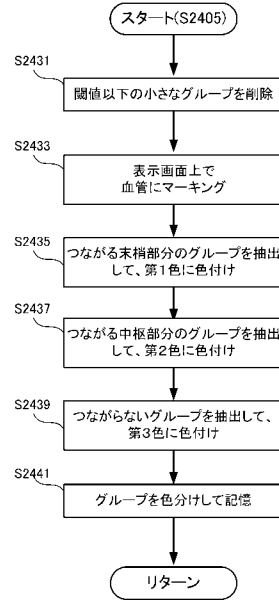 スタート(S2405)
S2431
閾値以下の小さなグループを削除
S2433
表示画面上で
血管にマーキング
S2435
つながる末梢部分のグループを抽出
して、第1色に色付け
S2437
つながる中枢部分のグループを抽出
して、第2色に色付け
S2439
つながらないグループを抽出して、
第3色に色付け
S2441
グループを色分けして記憶
リターン